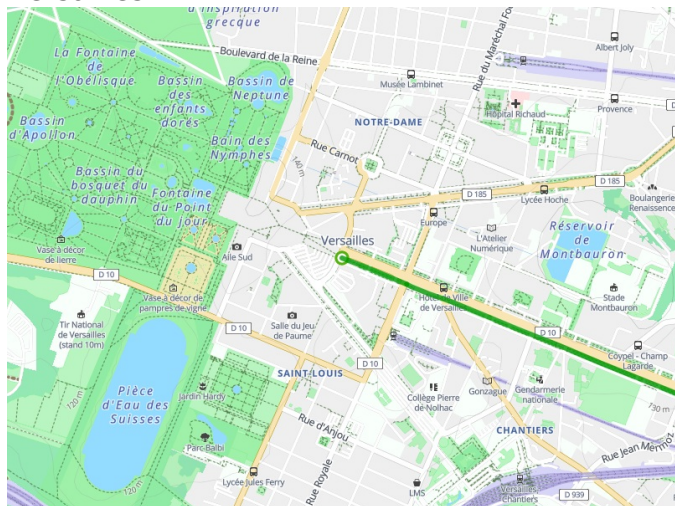 d'inspiration
grecque
La Fontaine
de
l'Obélisque
Boulevard de la Reine
Albert Joly
Rue du Maréchal Fo
Musée Lambinet
Bassin
des
enfants
dorés
Bassin de
Neptune
Hôpital Richaud
Provence
D
Bassin
d'Apollon
NOTRE-DAME
Bain des
Nymphes
Rue Carnot
140 m
D 185
Bassin du
bosquet du
dauphin
Fontaine
du Point
du jour
D 185
Lycée Hoche
Boulangerie
Renaissance
Europe
L'Atelier
Numérique
Réservoir
de
Montbauron
Versailles
Vase à décor
de lierre
Aile Sud
D 10
Vase à décor de
pampres de vigne
Hôtel de Ville
de Versailles
Stade
Montbauron
Tir National
de Versailles
(stand 10m)
D 10
Salle du Jeu
de Paume
D 10
D 10
Coypel - Champ
Lagarde
SAINT-LOUIS
Pièce
d'Eau des
Suisses
120 m
Jardin Hardy
Collège Pierre
de Nolhac
Gonzague
Gendarmerie
nationale
130 m
Rue d'Anjou
CHANTIERS
Parc Balbi
Rue Jean Mermoz
Rue Royale
Lycée Jules Ferry
LMS
Versailles
Chantiers
D 939
120 m